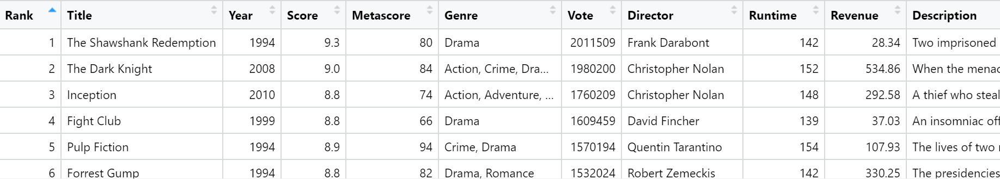 Rank Title Year Score Metascore Genre Vote Director Runtime Revenue Description
1 The Shawshank Redemption 1994 9.3 80 Drama 2011509 Frank Darabont 142 28.34 Two imprisoned
2 The Dark Knight 2008 9.0 84 Action, Crime, Dra... 1980200 Christopher Nolan 152 534.86 When the menac
3 Inception 2010 8.8 74 Action, Adventure, ... 1760209 Christopher Nolan 148 292.58 A thief who steal
4 Fight Club 1999 8.8 66 Drama 1609459 David Fincher 139 37.03 An insomniac off
5 Pulp Fiction 1994 8.9 94 Crime, Drama 1570194 Quentin Tarantino 154 107.93 The lives of two
6 Forrest Gump 1994 8.8 82 Drama, Romance 1532024 Robert Zemeckis 142 330.25 The presidencies